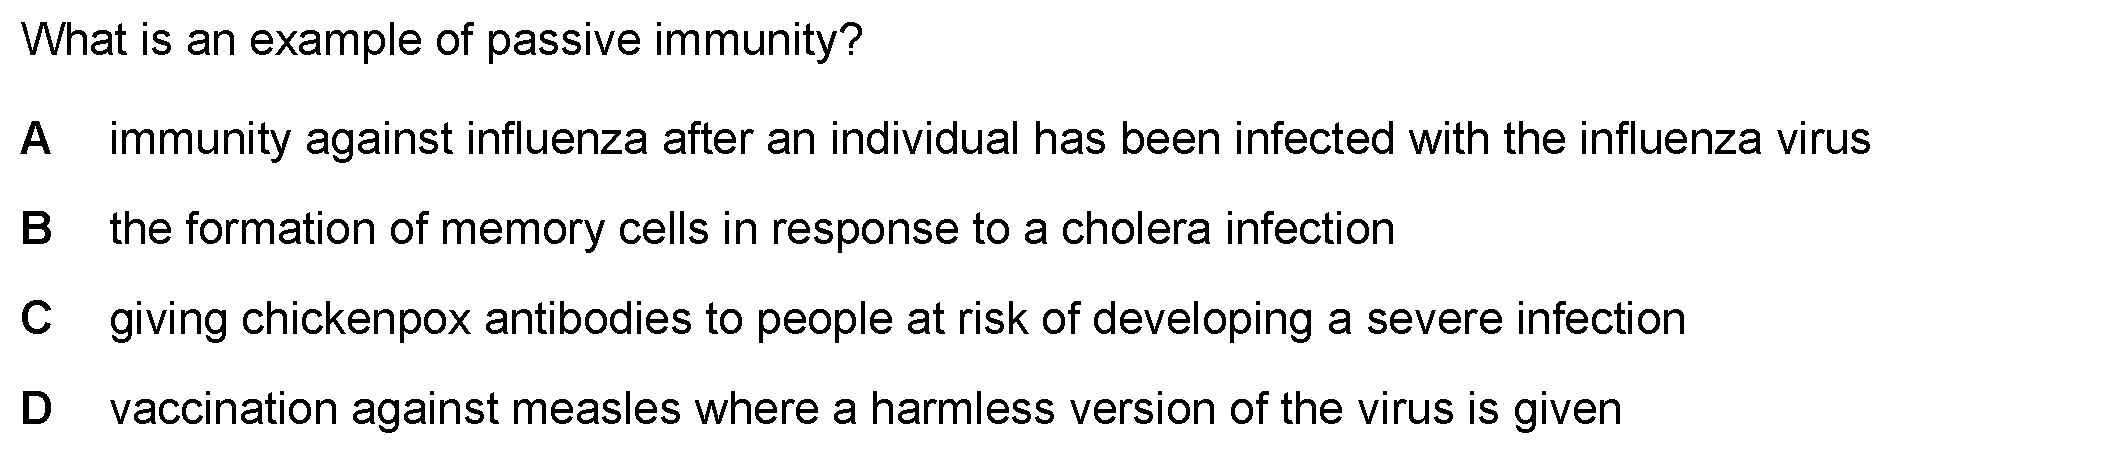 What is an example of passive immunity?
A immunity against influenza after an individual has been infected with the influenza virus
B the formation of memory cells in response to a cholera infection
C giving chickenpox antibodies to people at risk of developing a severe infection
D vaccination against measles where a harmless version of the virus is given